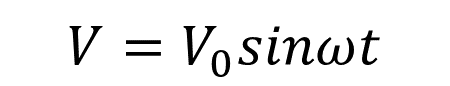 V = V₀sinωt